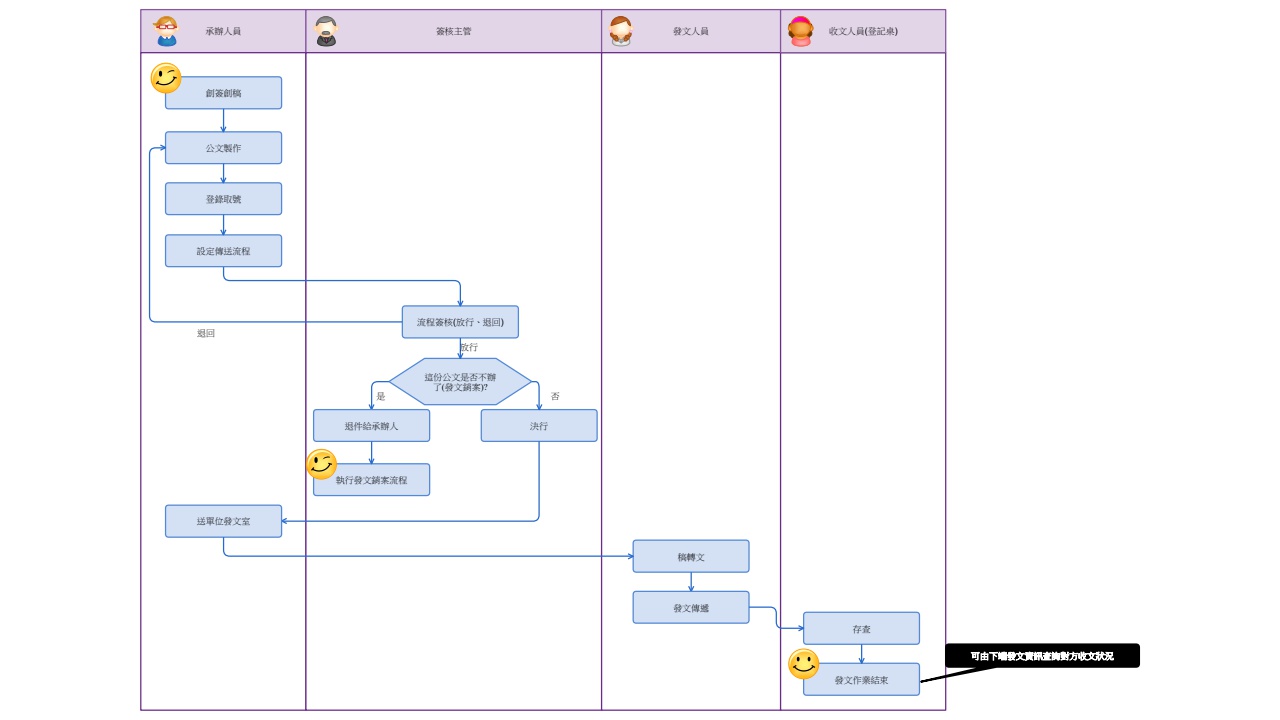 承辦人員
簽核主管
發文人員
收文人員(登記桌)
創簽創稿
公文製作
登錄取號
設定傳送流程
流程簽核(放行、退回)
退回
放行
這份公文是否不辦
了(發文銷案)?
是
否
退件給承辦人
決行
執行發文銷案流程
送單位發文室
稿轉文
發文傳遞
存查
可由下端發文資訊查詢對方收文狀況
發文作業結束